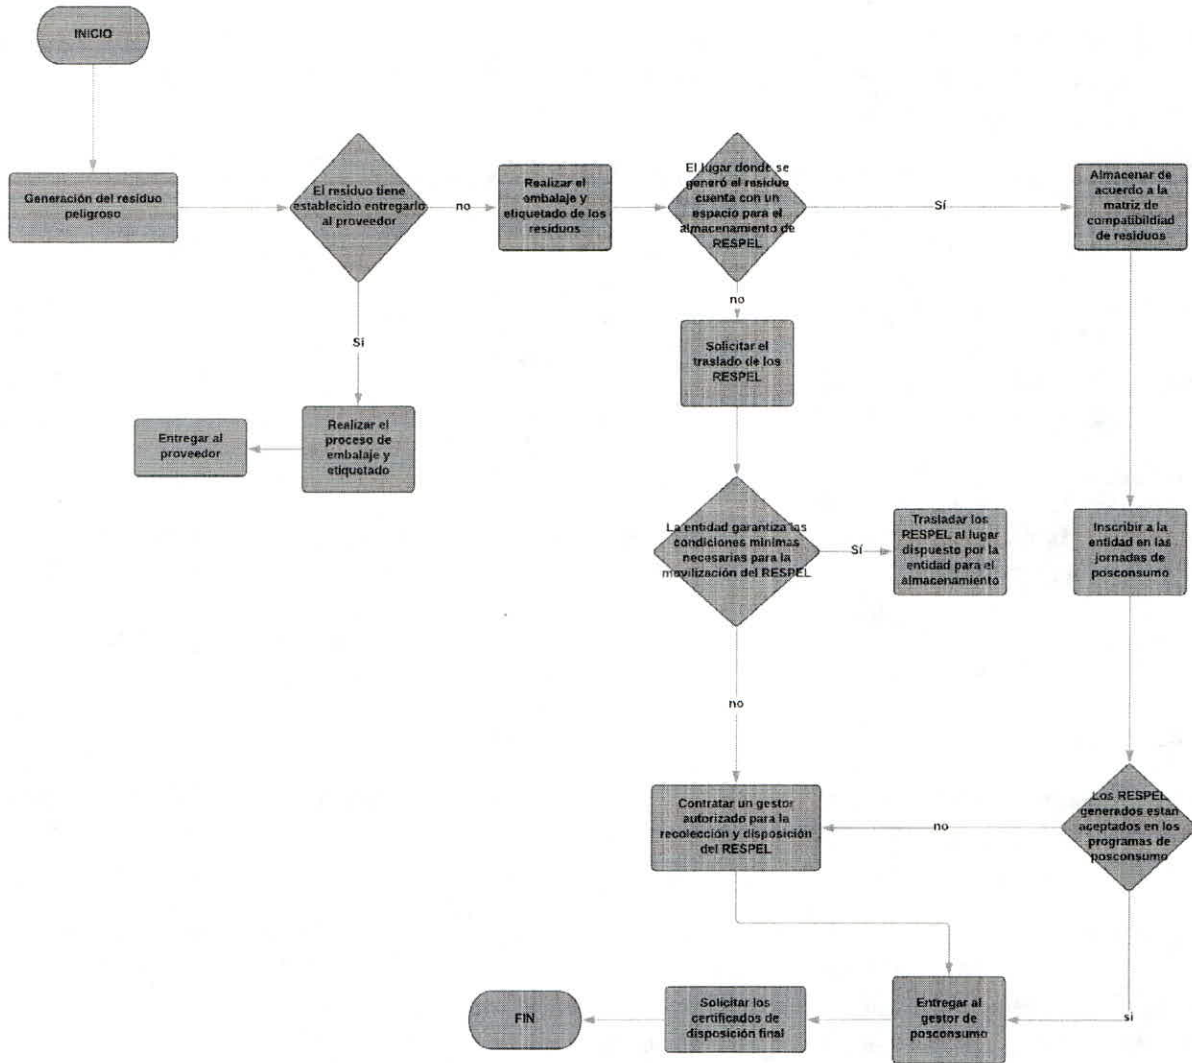 INICIO
Generación del residuo
peligroso
El residuo tiene
establecido entregarlo
al proveedor
no
Realizar el
embalaje y
etiquetado de los
residuos
El lugar donde se
generó el residuo
cuenta con un
espacio para el
almacenamiento de
RESPEL
Sí
Almacenar de
acuerdo a la
matriz de
compatibildiad
de residuos
Sí
no
Solicitar el
traslado de los
RESPEL
Entregar al
proveedor
Realizar el
proceso de
embalaje y
etiquetado
La entidad garantiza las
condiciones mínimas
necesarias para la
movilización del RESPEL
Sí
Trasladar los
RESPEL al lugar
dispuesto por la
entidad para el
almacenamiento
Inscribir a la
entidad en las
jornadas de
posconsumo
no
Contratar un gestor
autorizado para la
recolección y disposición
del RESPEL
no
Los RESPEL
generados estan
aceptados en los
programas de
posconsumo
FIN
Solicitar los
certificados de
disposición final
Entregar al
gestor de
posconsumo
si